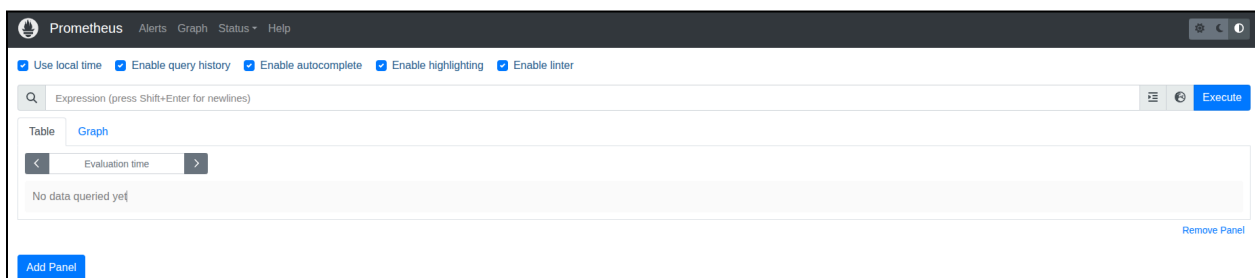 Prometheus Alerts Graph Status Help
Use local time Enable query history Enable autocomplete Enable highlighting Enable linter
Expression (press Shift+Enter for newlines) Execute
Table Graph
Evaluation time
No data queried yet
Remove Panel
Add Panel